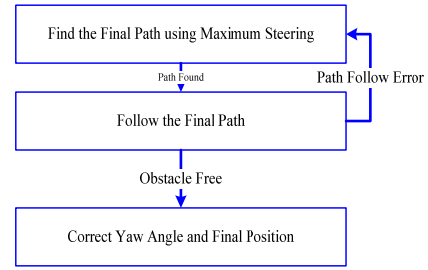 Find the Final Path using Maximum Steering
Path Found
Path Follow Error
Follow the Final Path
Obstacle Free
Correct Yaw Angle and Final Position